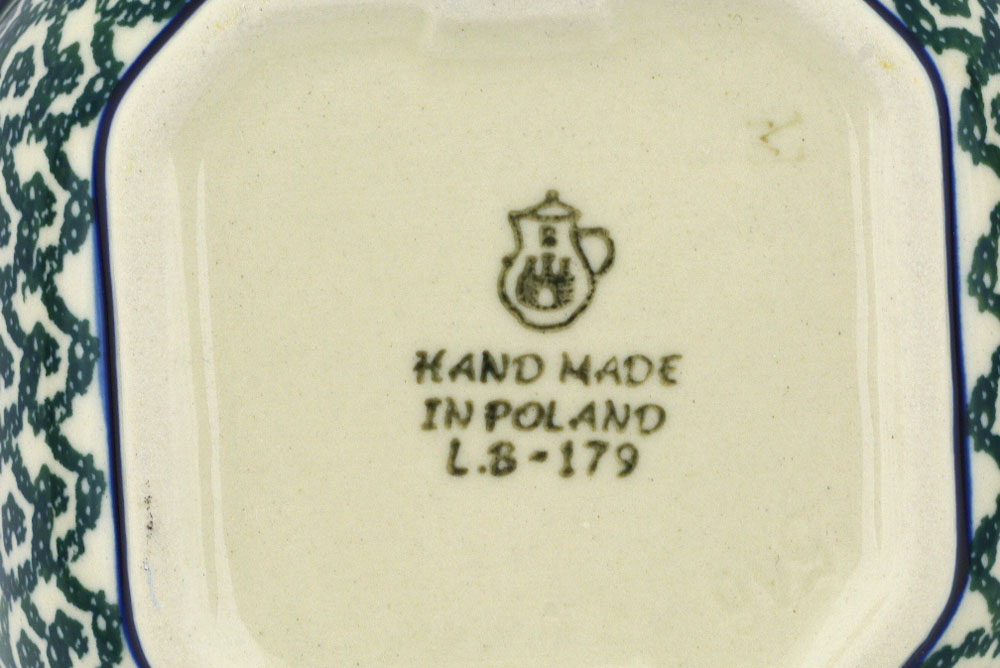 B
HAND MADE
IN POLAND
L.B-179